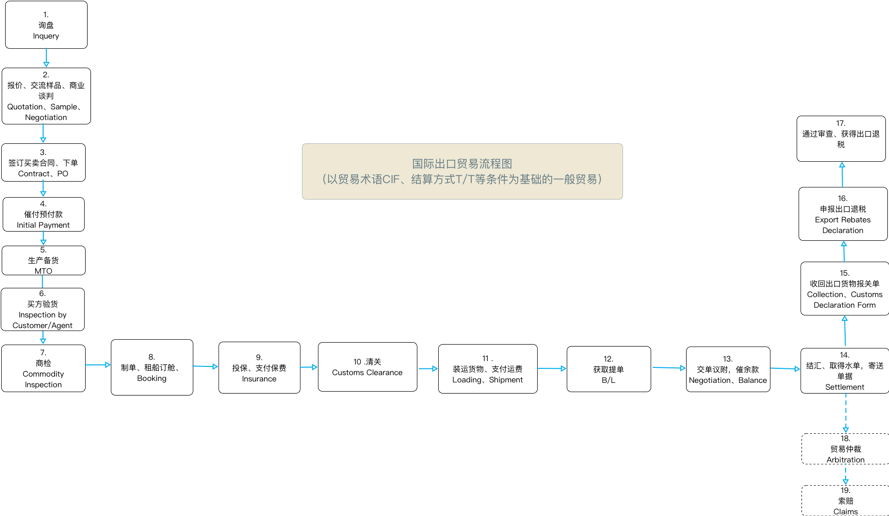 1.
询盘
Inquery
2.
报价、交流样品、商业
谈判
Quotation、Sample、
Negotiation
3.
签订买卖合同、下单
Contract、PO
4.
催付预付款
Initial Payment
5.
生产备货
MTO
6.
买方验货
Inspection by
Customer/Agent
7.
商检
Commodity
Inspection
国际出口贸易流程图
（以贸易术语CIF、结算方式T/T等条件为基础的一般贸易）
8.
制单、租船订舱、
Booking
9.
投保、支付保费
Insurance
10 .清关
Customs Clearance
11 .
装运货物、支付运费
Loading、Shipment
12.
获取提单
B/L
13.
交单议附，催余款
Negotiation、Balance
14.
结汇、取得水单，寄送
单据
Settlement
15.
收回出口货物报关单
Collection、Customs
Declaration Form
16.
申报出口退税
Export Rebates
Declaration
17.
通过审查、获得出口退
税
18.
贸易仲裁
Arbitration
19.
索赔
Claims